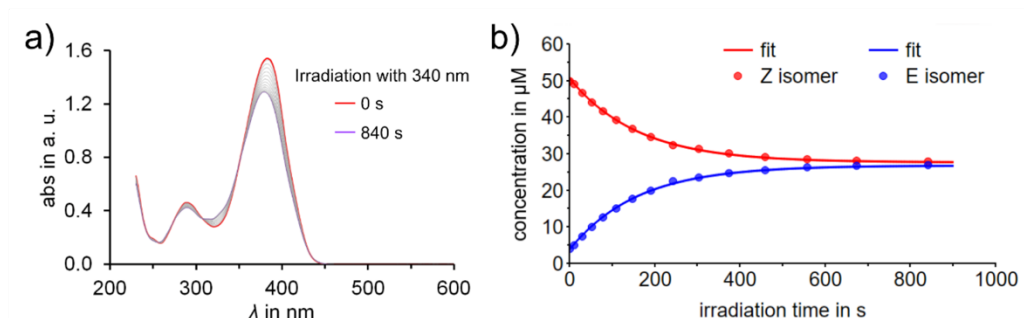 a)
abs in a. u.
1.6
1.2
0.8
0.4
0.0
Irradiation with 340 nm
0 s
840 s
200 300 400 500 600
λ in nm
b)
concentration in µM
60
50
40
30
20
10
0
fit fit
Z isomer E isomer
0 200 400 600 800 1000
irradiation time in s